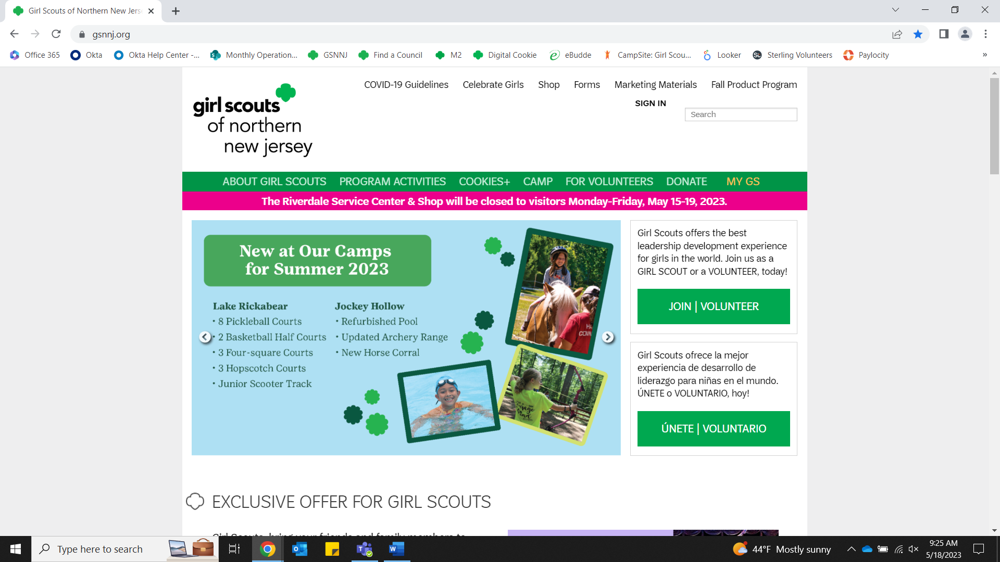 Girl Scouts of Northern New Jers
gsnnj.org
Office 365
Okta
Okta Help Center -...
Monthly Operation...
GSNNJ
Find a Council
M2
Digital Cookie
eBudde
CampSite: Girl Scou...
Looker
Sterling Volunteers
Paylocity
»
girl scouts
of northern
new jersey
COVID-19 Guidelines
Celebrate Girls
Shop
Forms
Marketing Materials
Fall Product Program
SIGN IN
Search
ABOUT GIRL SCOUTS
PROGRAM ACTIVITIES
COOKIES+
CAMP
FOR VOLUNTEERS
DONATE
MY GS
The Riverdale Service Center & Shop will be closed to visitors Monday-Friday, May 15-19, 2023.
New at Our Camps
for Summer 2023
Lake Rickabear
• 8 Pickleball Courts
• 2 Basketball Half Courts
• 3 Four-square Courts
• 3 Hopscotch Courts
• Junior Scooter Track
Jockey Hollow
• Refurbished Pool
• Updated Archery Range
• New Horse Corral
Girl Scouts offers the best
leadership development experience
for girls in the world. Join us as a
GIRL SCOUT or a VOLUNTEER, today!
JOIN | VOLUNTEER
Girl Scouts ofrece la mejor
experiencia de desarrollo de
liderazgo para niñas en el mundo.
ÚNETE o VOLUNTARIO, hoy!
ÚNETE | VOLUNTARIO
EXCLUSIVE OFFER FOR GIRL SCOUTS
Girl Scouts, bring your friends and family members to
Type here to search
44°F Mostly sunny
9:25 AM
5/18/2023